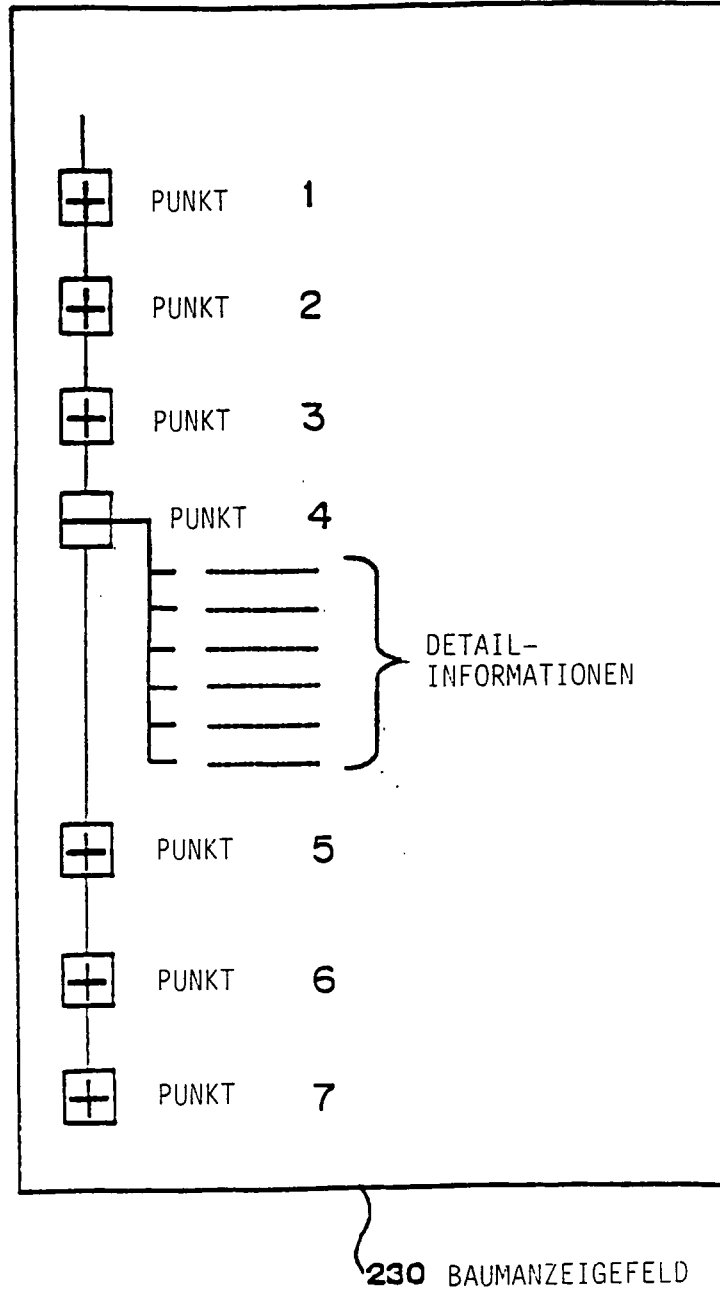 PUNKT 1
PUNKT 2
PUNKT 3
PUNKT 4
DETAIL-
INFORMATIONEN
PUNKT 5
PUNKT 6
PUNKT 7
230 BAUMANZEIGEFELD